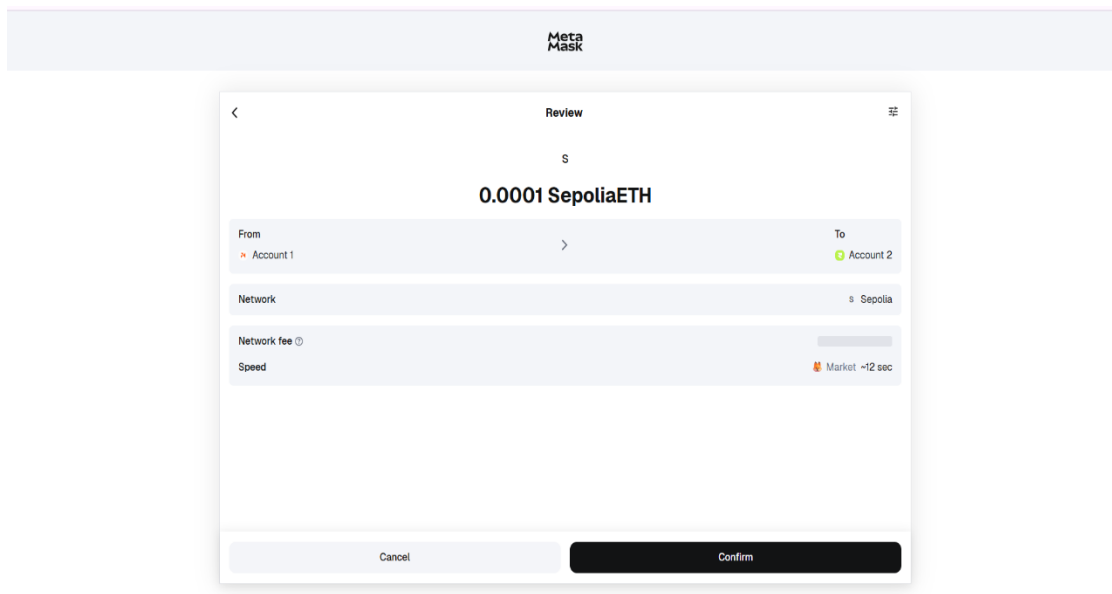 Meta
Mask
Review
S
0.0001 SepoliaETH
From
To
Account 1
Account 2
Network
S Sepolia
Network fee
Speed
Market ~12 sec
Cancel
Confirm